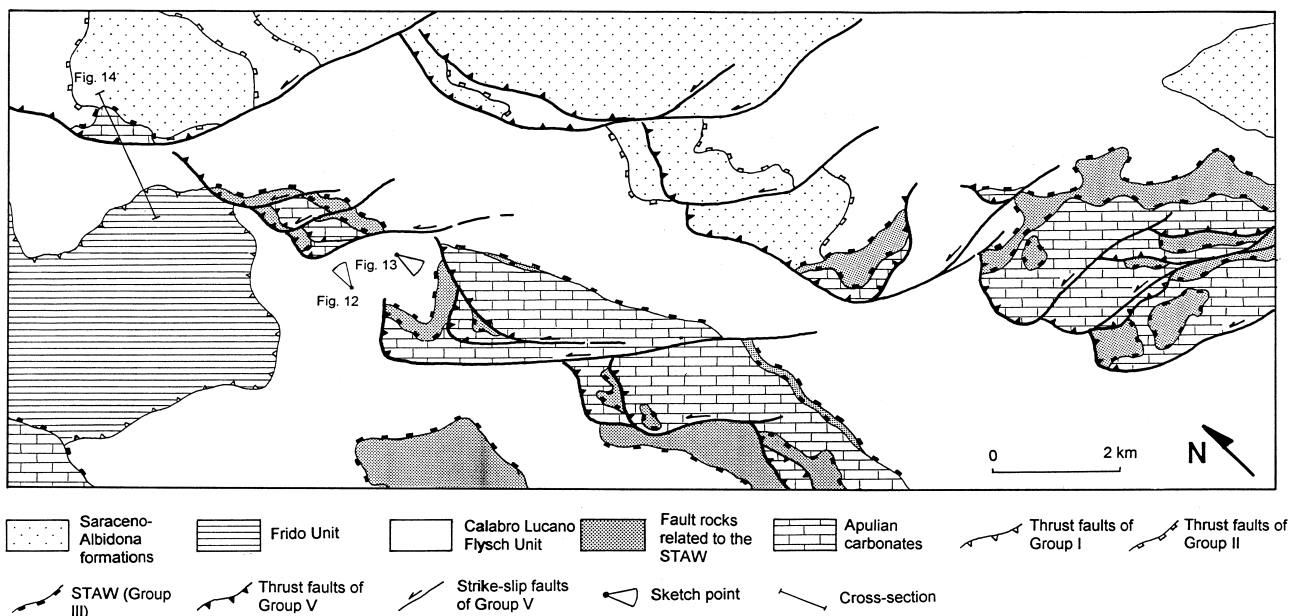 Fig. 14
Fig. 13
Fig. 12
0 2 km
N
Saraceno-
Albidona
formations
Frido Unit
Calabro Lucano
Flysch Unit
Fault rocks
related to the
STAW
Apulian
carbonates
Thrust faults of
Group I
Thrust faults of
Group II
STAW (Group
III)
Thrust faults of
Group V
Strike-slip faults
of Group V
Sketch point
Cross-section